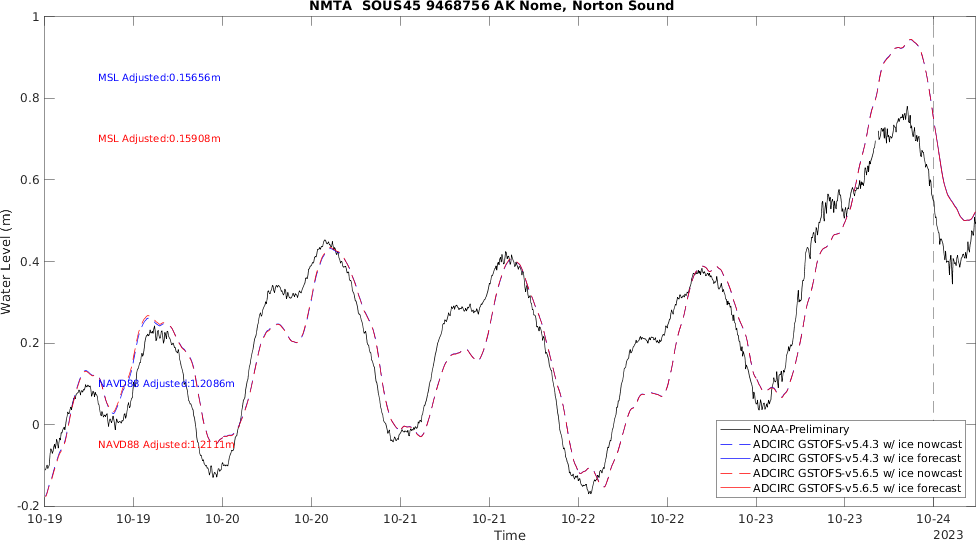 NMTA  SOUS45 9468756 AK Nome, Norton Sound
1
0.8
0.6
0.4
0.2
0
-0.2
Water Level (m)
MSL Adjusted:0.15656m
MSL Adjusted:0.15908m
NAVD88 Adjusted:1.2086m
NAVD88 Adjusted:1.2111m
NOAA-Preliminary
ADCIRC GSTOFS-v5.4.3 w/ ice nowcast
ADCIRC GSTOFS-v5.4.3 w/ ice forecast
ADCIRC GSTOFS-v5.6.5 w/ ice nowcast
ADCIRC GSTOFS-v5.6.5 w/ ice forecast
10-19 10-19 10-20 10-20 10-21 10-21 10-22 10-22 10-23 10-23 10-24
2023
Time